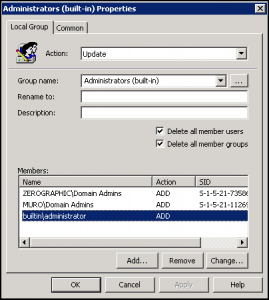 Administrators (built-in) Properties
Local Group
Common
Action:
Update
Group name:
Administrators (built-in)
...
Rename to:
Description:
Delete all member users
Delete all member groups
Members:
Name Action SID
ZEROGRAPHIC\Domain Admins ADD S-1-5-21-73586
MURO\Domain Admins ADD S-1-5-21-11269
builtin\administrator ADD
Add...
Remove
Change...
OK
Cancel
Apply
Help